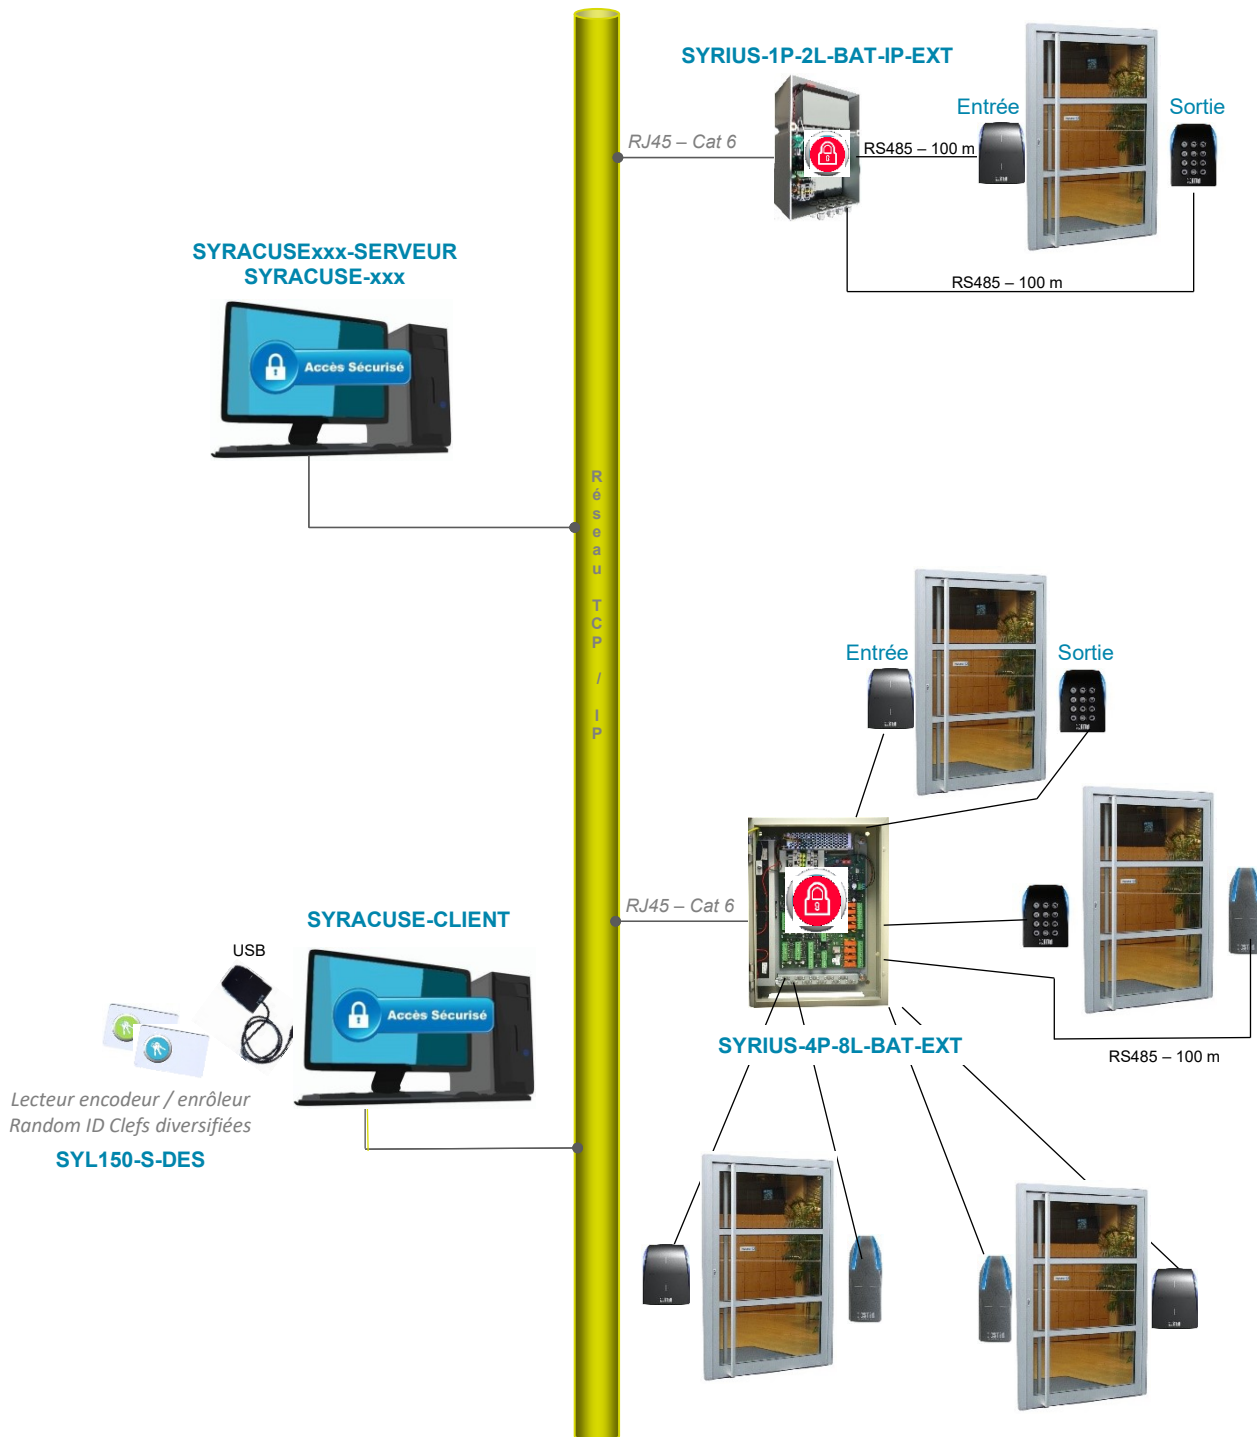 SYRIUS-1P-2L-BAT-IP-EXT
Entrée
Sortie
RJ45 – Cat 6
RS485 – 100 m
RS485 – 100 m
SYRACUSExxx-SERVEUR
SYRACUSE-xxx
Accès Sécurisé
Réseau TCP / IP
Entrée
Sortie
RJ45 – Cat 6
SYRACUSE-CLIENT
USB
Accès Sécurisé
SYRIUS-4P-8L-BAT-EXT
RS485 – 100 m
Lecteur encodeur / enrôleur
Random ID Clefs diversifiées
SYL150-S-DES